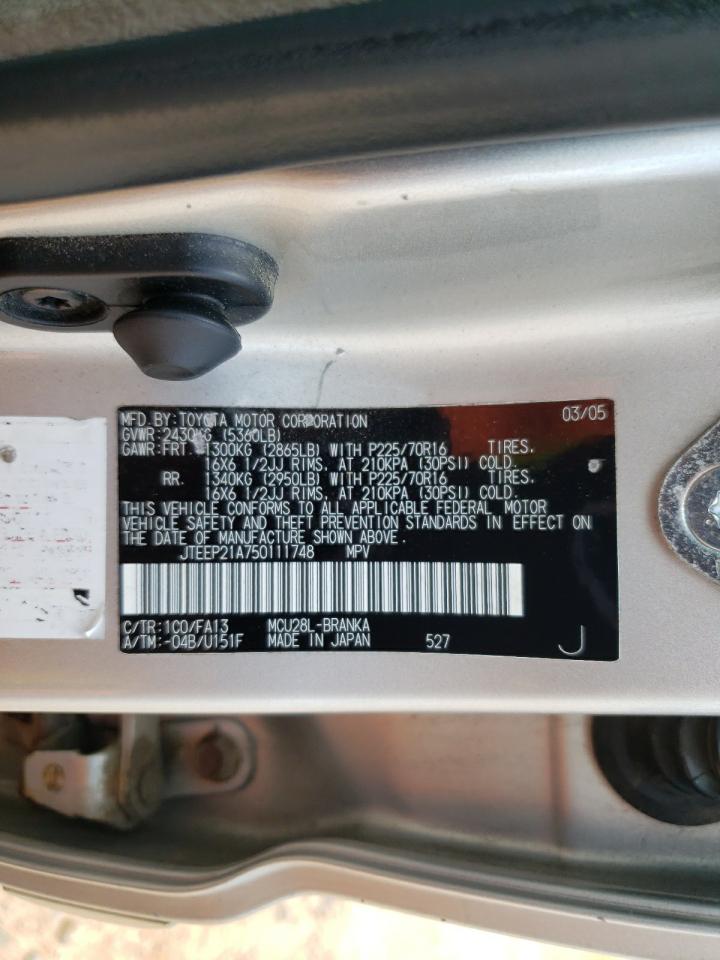 MFD.BY:TOYOTA MOTOR CORPORATION 03/05
GVWR:2430KG (5360LB)
GAWR:FRT. 1300KG (2865LB) WITH P225/70R16 TIRES.
16X6 1/2JJ RIMS. AT 210KPA (30PSI) COLD.
RR. 1340KG (2950LB) WITH P225/70R16 TIRES.
16X6 1/2JJ RIMS. AT 210KPA (30PSI) COLD.
THIS VEHICLE CONFORMS TO ALL APPLICABLE FEDERAL MOTOR
VEHICLE SAFETY AND THEFT PREVENTION STANDARDS IN EFFECT ON
THE DATE OF MANUFACTURE SHOWN ABOVE.
JTEEP21A750111748 MPV
C/TR:1C0/FA13 MCU28L-BRANKA
A/TM:-04B/U151F MADE IN JAPAN 527 J